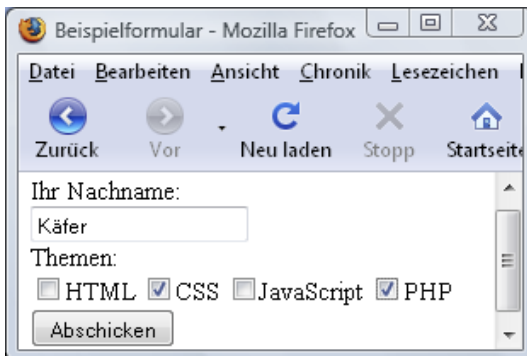 Beispielformular - Mozilla Firefox
Datei Bearbeiten Ansicht Chronik Lesezeichen
Zurück Vor Neu laden Stopp Startseite
Ihr Nachname:
Käfer
Themen:
HTML CSS JavaScript PHP
Abschicken